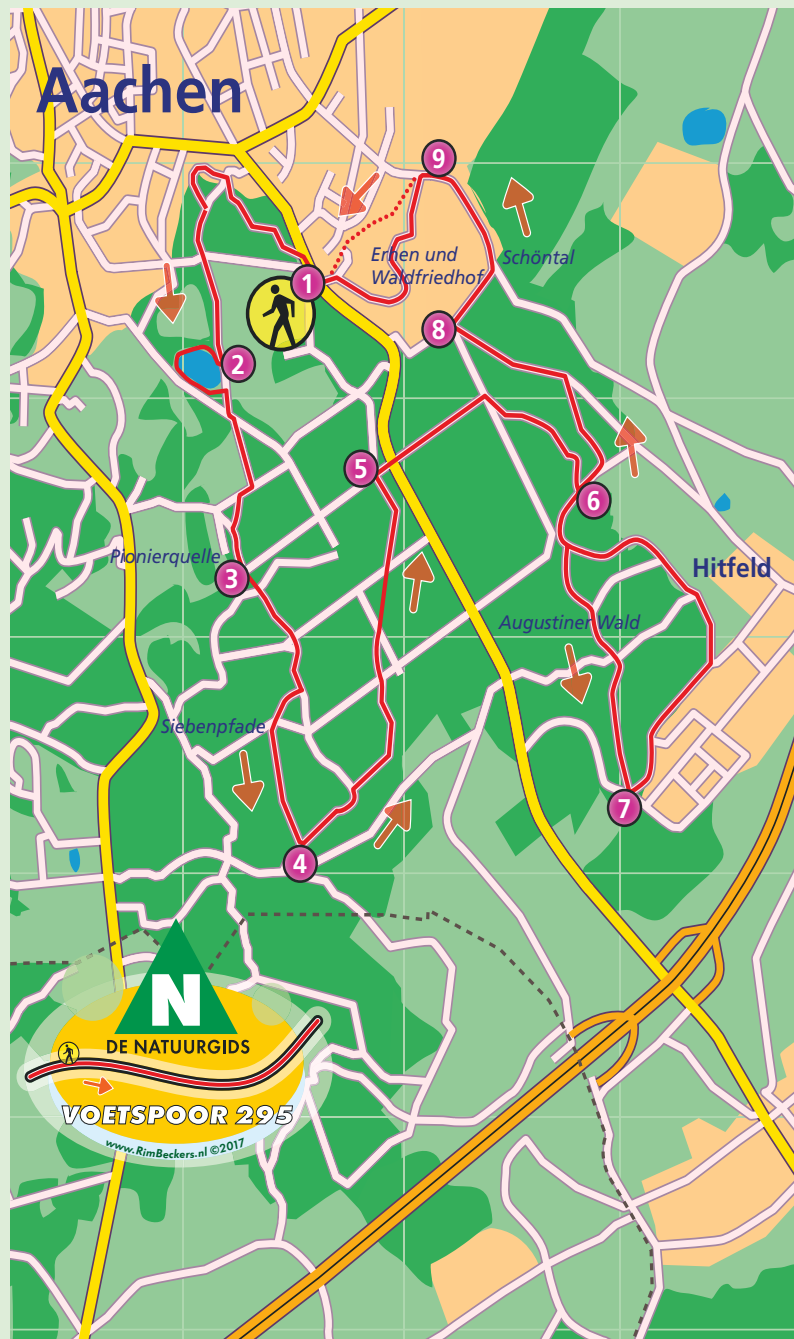 Aachen
9
Erhen und
Waldfriedhof
Schöntal
1
8
2
5
6
Pionierquelle
3
Hitfeld
Augustiner Wald
Siebenpfade
7
4
N
DE NATUURGIDS
VOETSPOOR 295
www.RimBeckers.nl ©2017